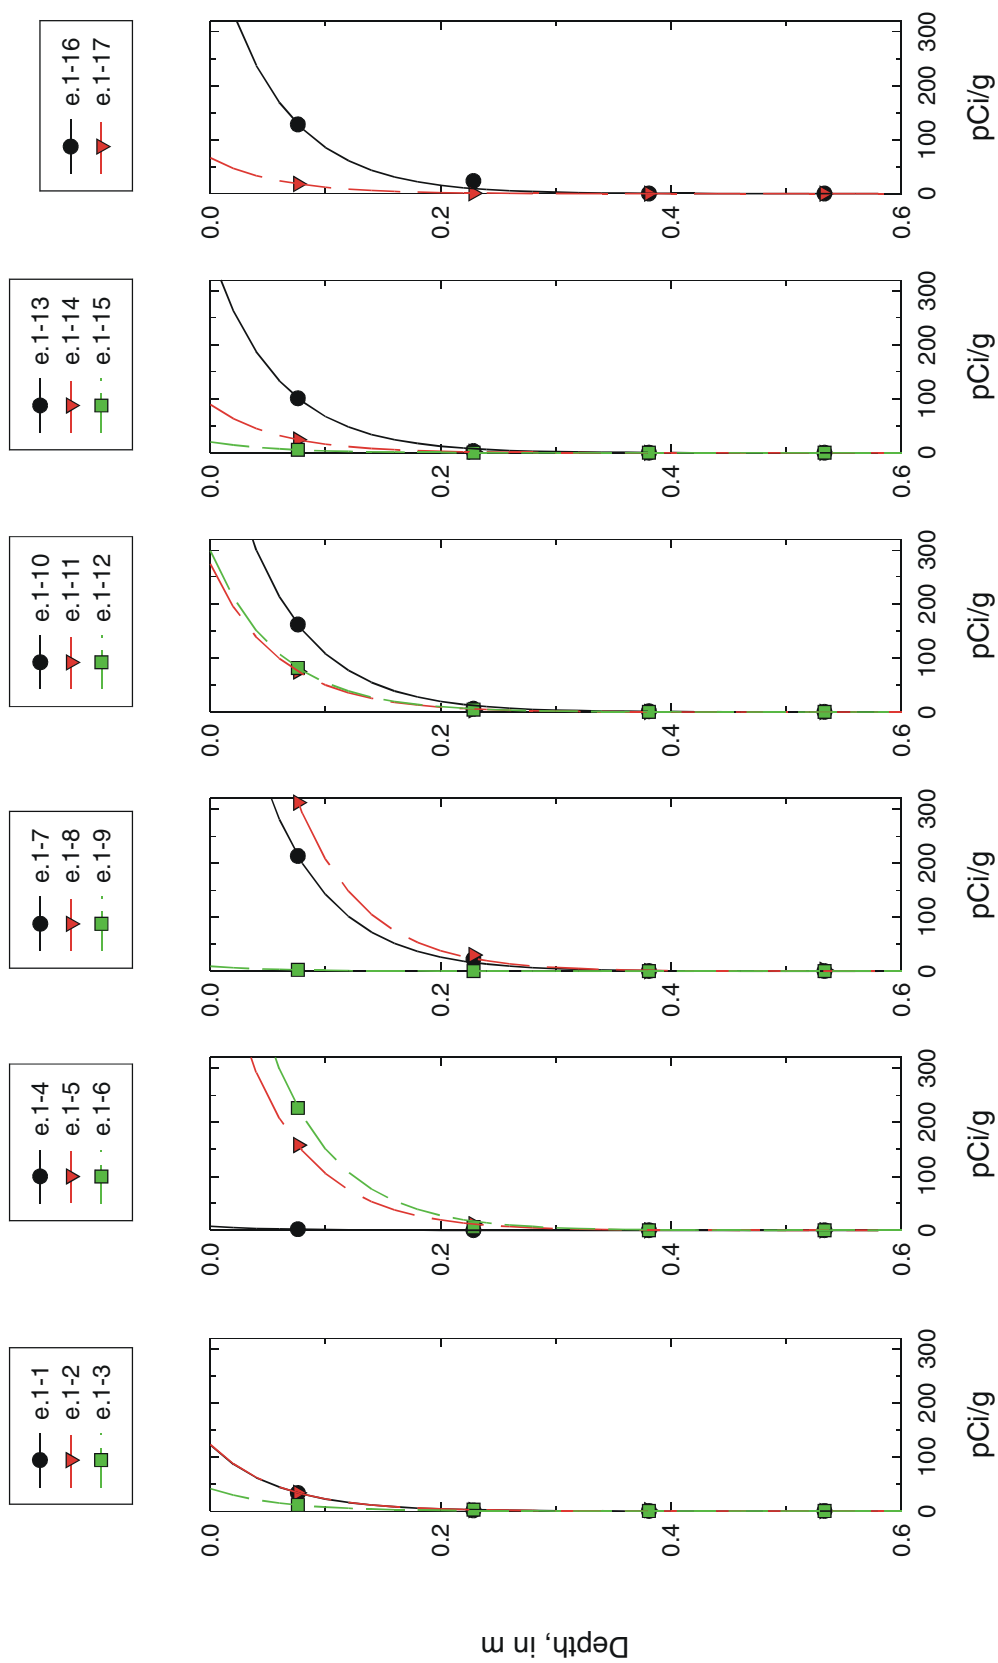 e.1-1
e.1-2
e.1-3
e.1-4
e.1-5
e.1-6
e.1-7
e.1-8
e.1-9
e.1-10
e.1-11
e.1-12
e.1-13
e.1-14
e.1-15
e.1-16
e.1-17
Depth, in m
0.0
0.2
0.4
0.6
0 100 200 300
pCi/g
0.0
0.2
0.4
0.6
0 100 200 300
pCi/g
0.0
0.2
0.4
0.6
0 100 200 300
pCi/g
0.0
0.2
0.4
0.6
0 100 200 300
pCi/g
0.0
0.2
0.4
0.6
0 100 200 300
pCi/g
0.0
0.2
0.4
0.6
0 100 200 300
pCi/g